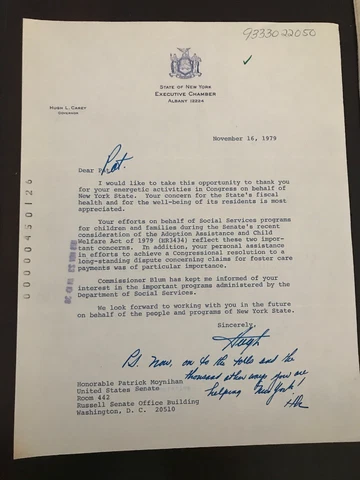 9333022050
STATE OF NEW YORK
EXECUTIVE CHAMBER
ALBANY 12224
HUGH L. CAREY
GOVERNOR
November 16, 1979
Dear Pat.
I would like to take this opportunity to thank you
for your energetic activities in Congress on behalf of
New York State. Your concern for the State's fiscal
health and for the well-being of its residents is most
appreciated.
Your efforts on behalf of Social Services programs
for children and families during the Senate's recent
consideration of the Adoption Assistance and Child
Welfare Act of 1979 (HR3434) reflect these two impor-
tant concerns. In addition, your personal assistance
in efforts to achieve a Congressional resolution to a
long-standing dispute concerning claims for foster care
payments was of particular importance.
Commissioner Blum has kept me informed of your
interest in the important programs administered by the
Department of Social Services.
We look forward to working with you in the future
on behalf of the people and programs of New York State.
Sincerely,
Hugh
P.S. Now, on to the tolls and the
thousand other ways you are
helping New York!
Honorable Patrick Moynihan
United States Senate
Room 442
Russell Senate Office Building
Washington, D. C. 20510